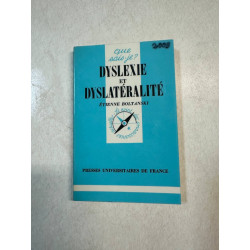 que
sais-je?
DYSLEXIE
ET
DYSLATÉRALITÉ
ÉTIENNE BOLTANSKI
PRESSES UNIVERSITAIRES DE FRANCE